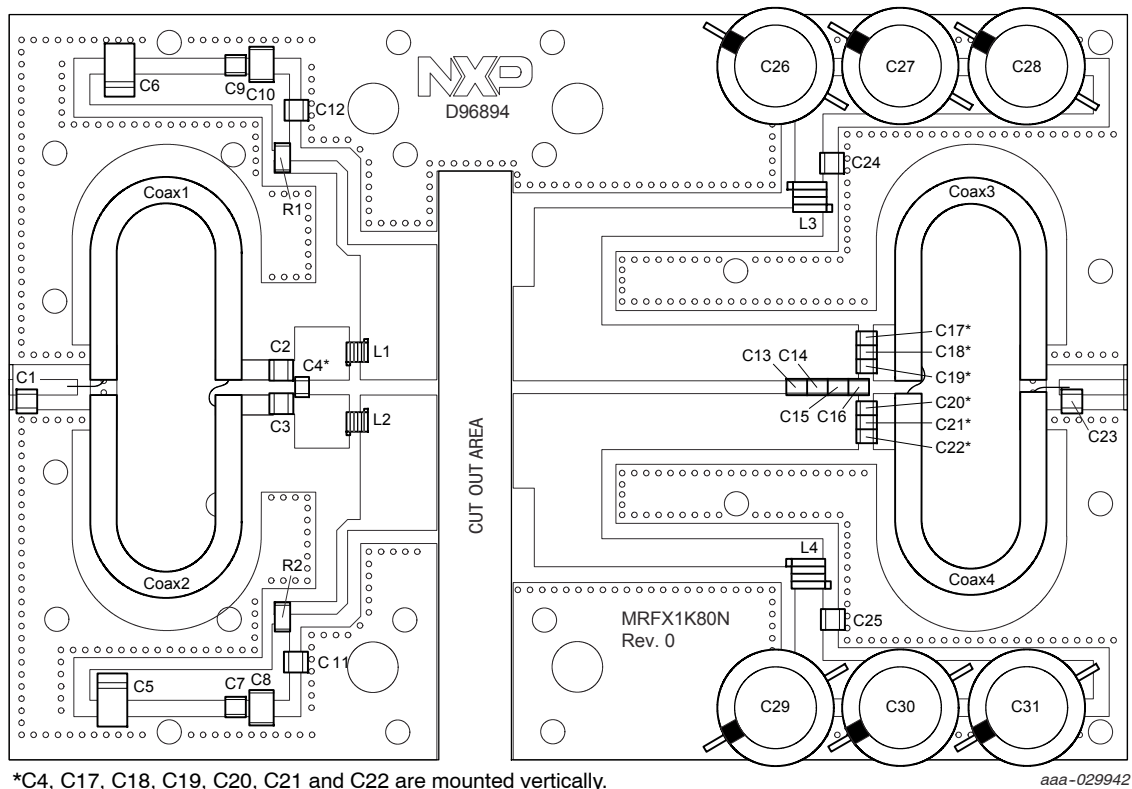 C26
C27
C28
C6
C9
C10
NXP
D96894
C12
C24
Coax1
R1
Coax3
L3
C17*
C18*
C19*
C2
C4*
L1
C13
C14
C1
C15
C16
C20*
C21*
C22*
C3
L2
C23
CUT OUT AREA
L4
R2
Coax2
Coax4
MRFX1K80N
Rev. 0
C25
C11
C5
C7
C8
C29
C30
C31
*C4, C17, C18, C19, C20, C21 and C22 are mounted vertically.
aaa-029942